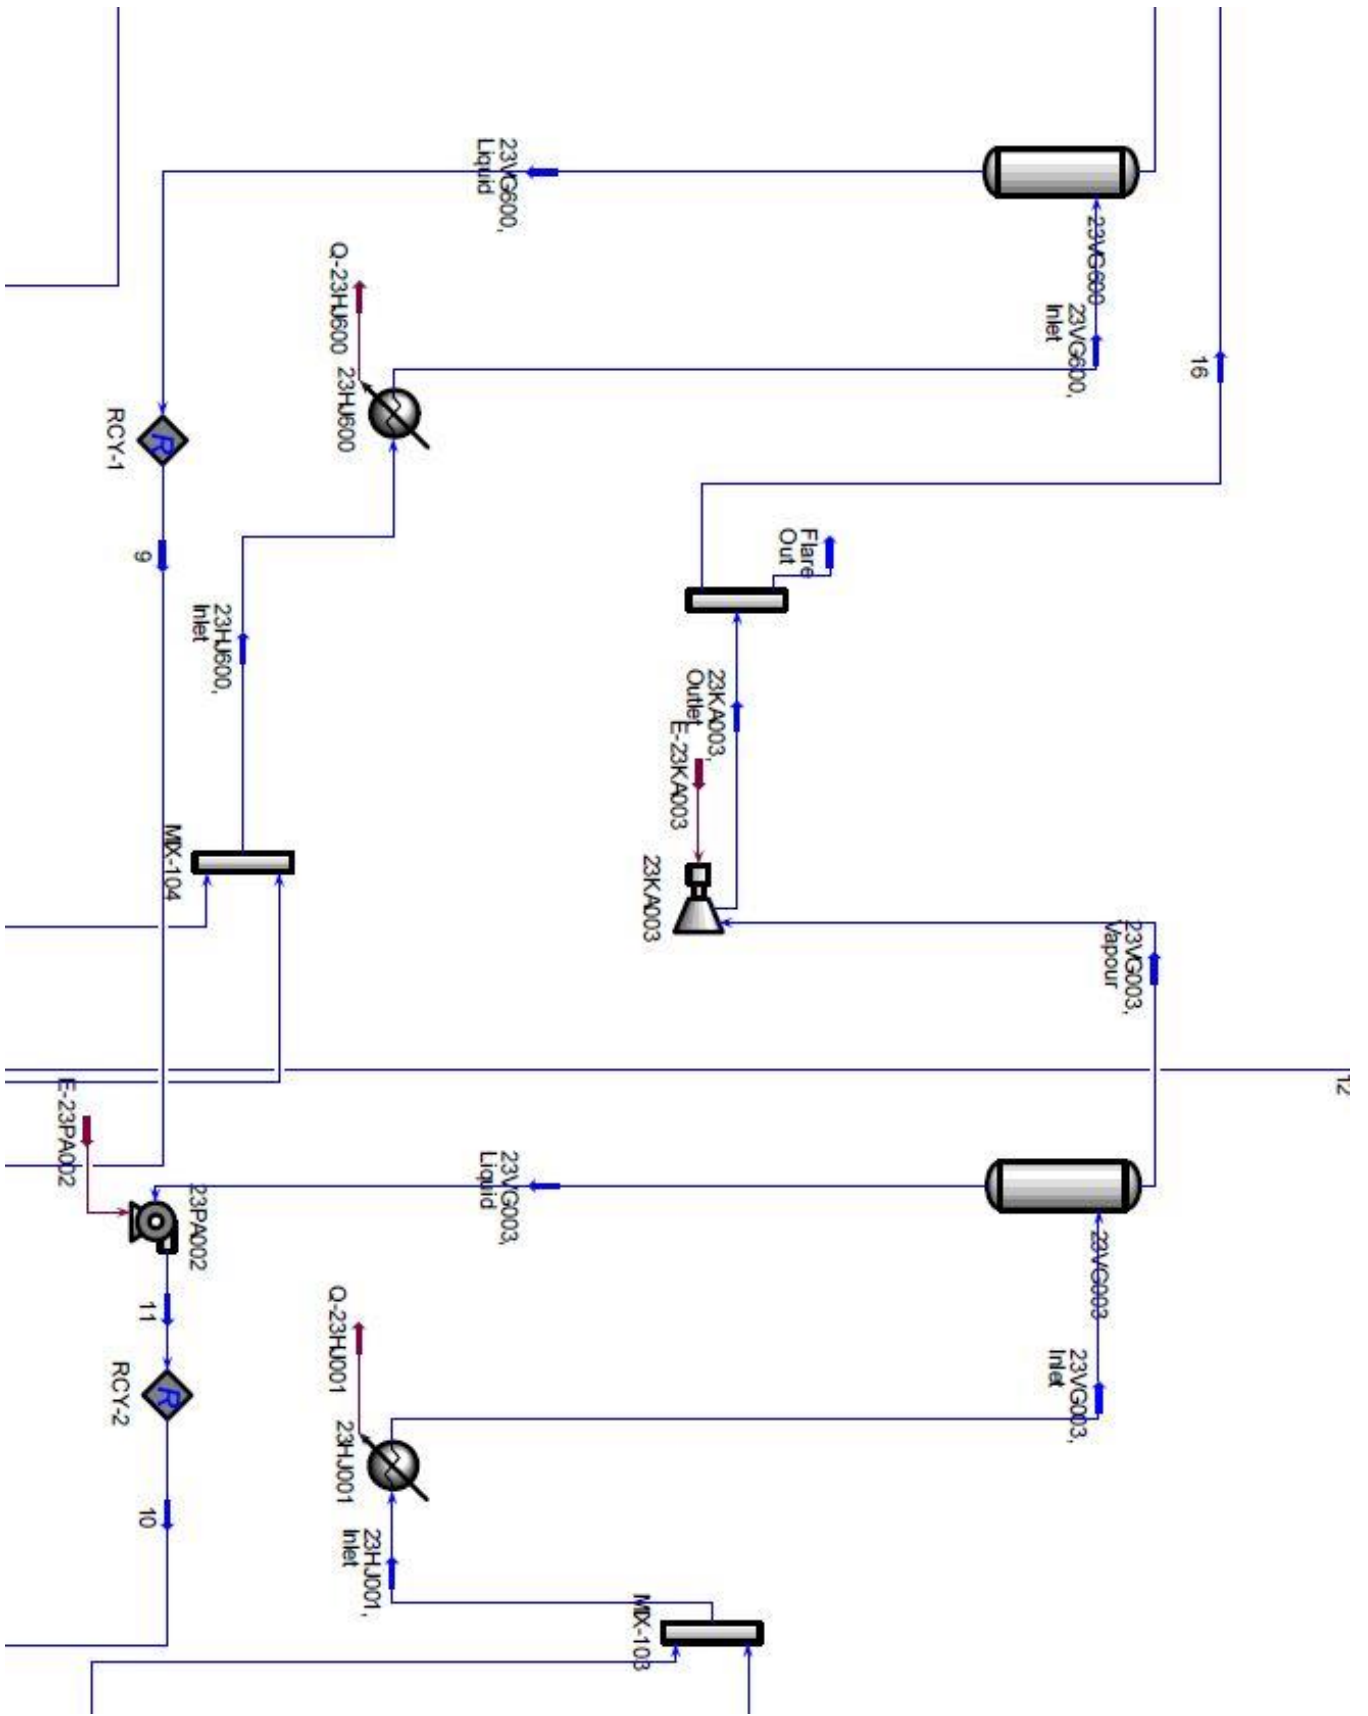 23VG600,
Liquid
23VG600
23VG600,
Inlet
Q-23HJ600
23HJ600
16
RCY-1
R
9
Flare
Out
23HJ600,
Inlet
23KA003,
Outlet
E-23KA003
MIX-104
23KA003
23VG003,
Vapour
12
E-23PA002
23VG003,
Liquid
23PA002
23VG003
11
Q-23HJ001
23VG003,
Inlet
RCY-2
R
23HJ001
10
23HJ001,
Inlet
MIX-103